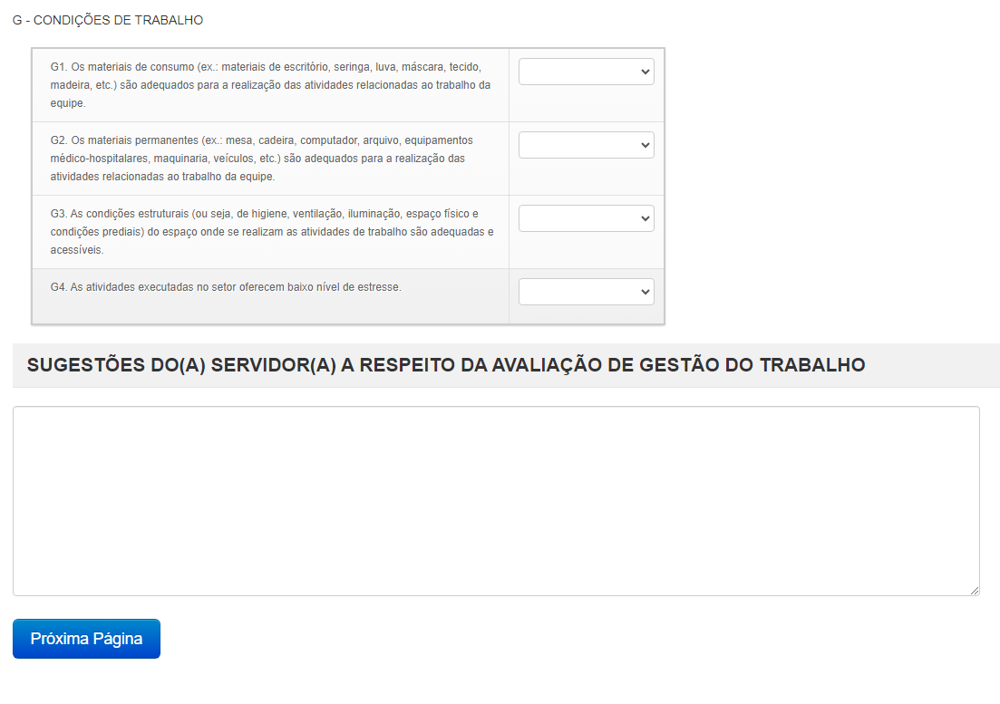 G - CONDIÇÕES DE TRABALHO
G1. Os materiais de consumo (ex.: materiais de escritório, seringa, luva, máscara, tecido,
madeira, etc.) são adequados para a realização das atividades relacionadas ao trabalho da
equipe.
G2. Os materiais permanentes (ex.: mesa, cadeira, computador, arquivo, equipamentos
médico-hospitalares, maquinaria, veículos, etc.) são adequados para a realização das
atividades relacionadas ao trabalho da equipe.
G3. As condições estruturais (ou seja, de higiene, ventilação, iluminação, espaço físico e
condições prediais) do espaço onde se realizam as atividades de trabalho são adequadas e
acessíveis.
G4. As atividades executadas no setor oferecem baixo nível de estresse.
SUGESTÕES DO(A) SERVIDOR(A) A RESPEITO DA AVALIAÇÃO DE GESTÃO DO TRABALHO
Próxima Página